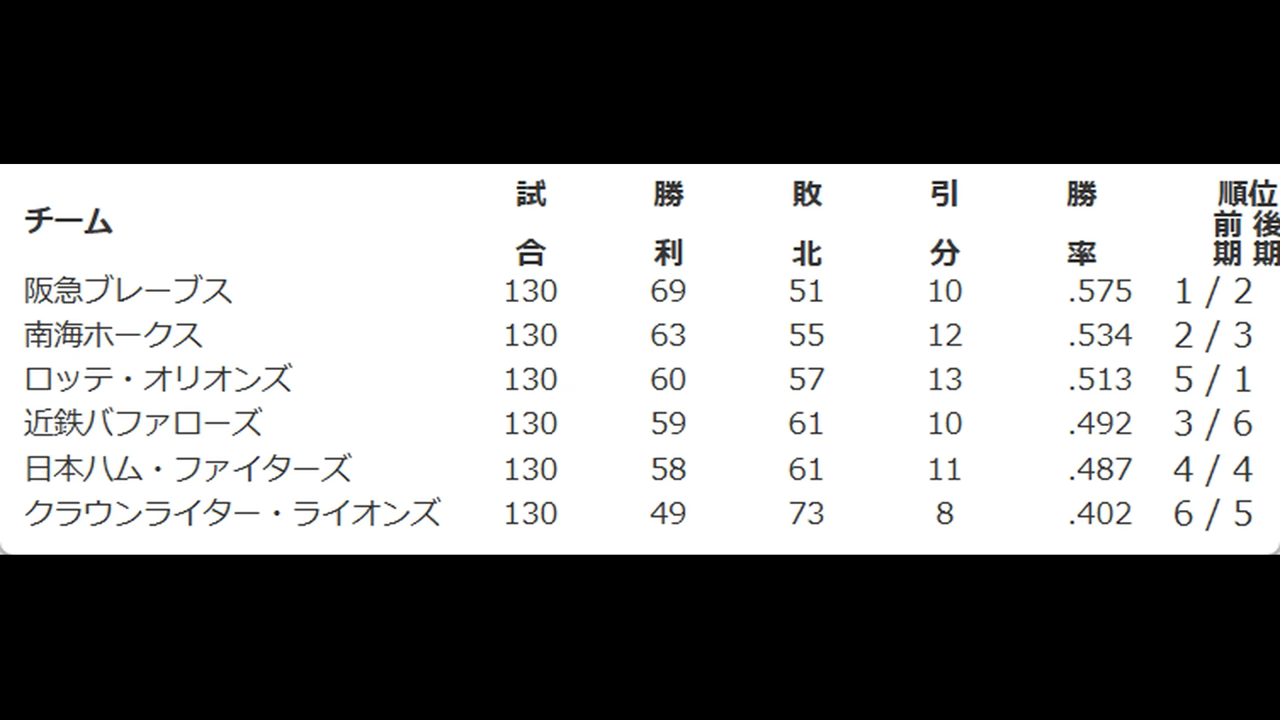 チーム 試合 勝利 敗北 引分 勝率 順位 前期 後期
阪急ブレーブス 130 69 51 10 .575 1 / 2
南海ホークス 130 63 55 12 .534 2 / 3
ロッテ・オリオンズ 130 60 57 13 .513 5 / 1
近鉄バファローズ 130 59 61 10 .492 3 / 6
日本ハム・ファイターズ 130 58 61 11 .487 4 / 4
クラウンライター・ライオンズ 130 49 73 8 .402 6 / 5